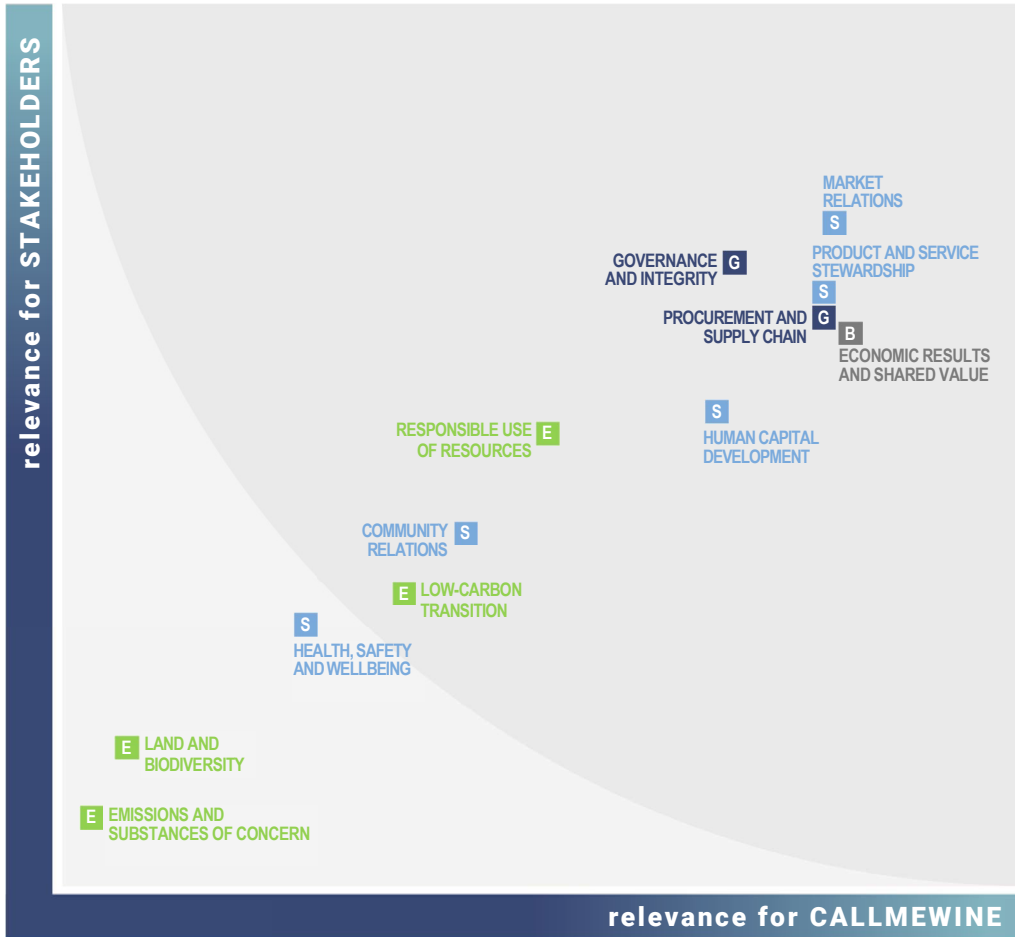 relevance for STAKEHOLDERS
MARKET
RELATIONS
S
GOVERNANCE
AND INTEGRITY
G
PRODUCT AND SERVICE
STEWARDSHIP
S
PROCUREMENT AND
SUPPLY CHAIN
G
B
ECONOMIC RESULTS
AND SHARED VALUE
S
HUMAN CAPITAL
DEVELOPMENT
RESPONSIBLE USE
OF RESOURCES
E
COMMUNITY
RELATIONS
S
E
LOW-CARBON
TRANSITION
S
HEALTH, SAFETY
AND WELLBEING
E
LAND AND
BIODIVERSITY
E
EMISSIONS AND
SUBSTANCES OF CONCERN
relevance for CALLMEWINE